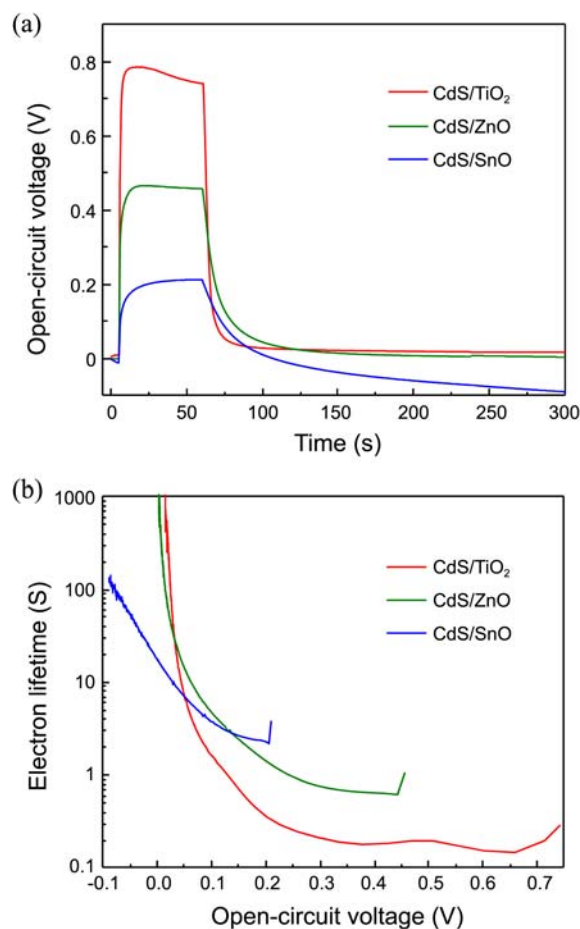 (a)
Open-circuit voltage (V)
0.8
0.6
0.4
0.2
0
CdS/TiO₂
CdS/ZnO
CdS/SnO
0 50 100 150 200 250 300
Time (s)
(b)
Electron lifetime (S)
1000
100
10
1
0.1
CdS/TiO₂
CdS/ZnO
CdS/SnO
-0.1 0.0 0.1 0.2 0.3 0.4 0.5 0.6 0.7
Open-circuit voltage (V)